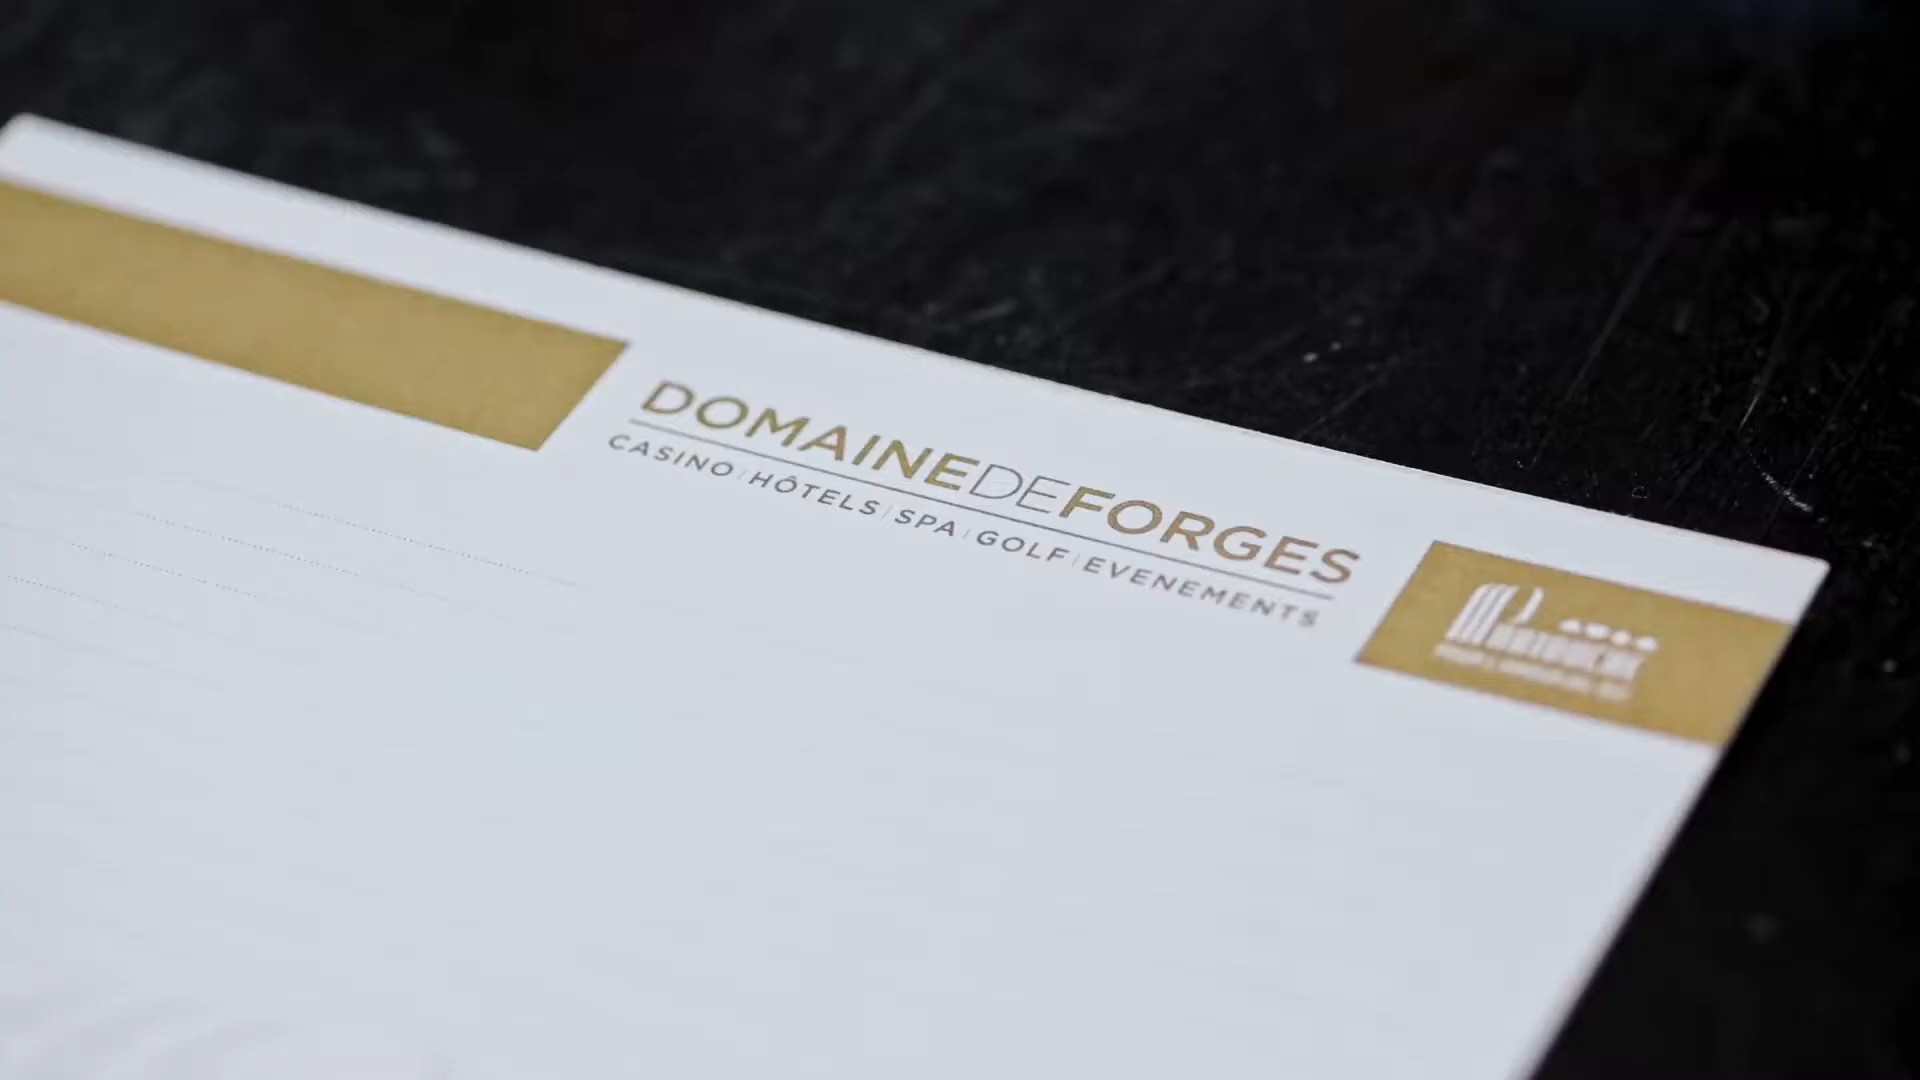 DOMAINEDEFORGES
CASINO | HÔTELS | SPA | GOLF | EVENEMENTS